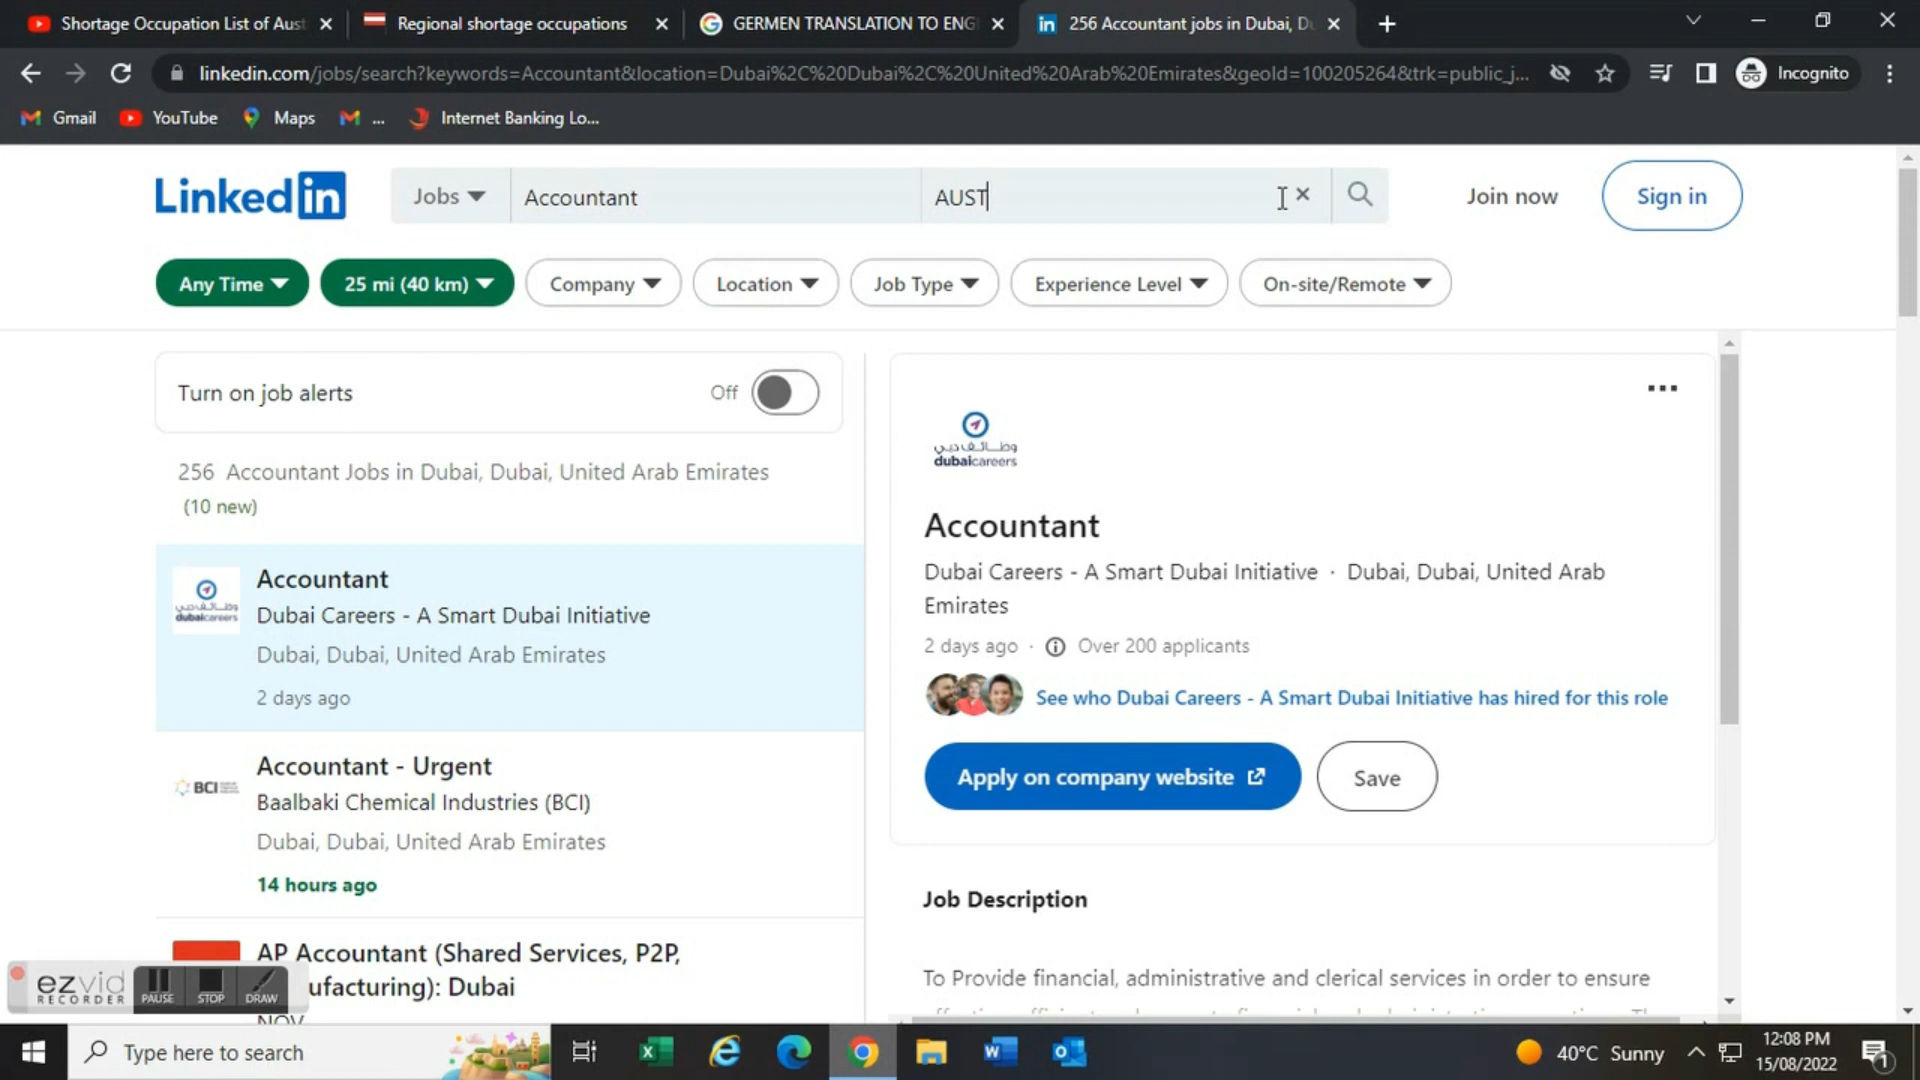 Shortage Occupation List of Aust
Regional shortage occupations
GERMEN TRANSLATION TO ENG
256 Accountant jobs in Dubai, Du
linkedin.com/jobs/search?keywords=Accountant&location=Dubai%2C%20Dubai%2C%20United%20Arab%20Emirates&geoId=100205264&trk=public_j...
Incognito
Gmail
YouTube
Maps
...
Internet Banking Lo...
Linked in
Jobs
Accountant
AUST
Join now
Sign in
Any Time
25 mi (40 km)
Company
Location
Job Type
Experience Level
On-site/Remote
Turn on job alerts
Off
256 Accountant Jobs in Dubai, Dubai, United Arab Emirates
(10 new)
وظائف دبي
dubaicareers
Accountant
Dubai Careers - A Smart Dubai Initiative
Dubai, Dubai, United Arab Emirates
2 days ago
BCI
Accountant - Urgent
Baalbaki Chemical Industries (BCI)
Dubai, Dubai, United Arab Emirates
14 hours ago
AP Accountant (Shared Services, P2P,
ufacturing): Dubai
NOV
وظائف دبي
dubaicareers
Accountant
Dubai Careers - A Smart Dubai Initiative · Dubai, Dubai, United Arab
Emirates
2 days ago · Over 200 applicants
See who Dubai Careers - A Smart Dubai Initiative has hired for this role
Apply on company website
Save
Job Description
To Provide financial, administrative and clerical services in order to ensure
ezvid
RECORDER
PAUSE
STOP
DRAW
Type here to search
40°C Sunny
12:08 PM
15/08/2022
1